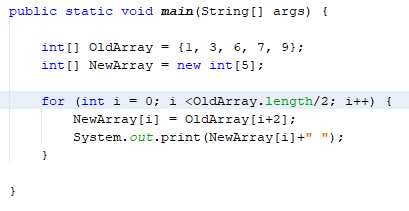 public static void main(String[] args) {
int[] OldArray = {1, 3, 6, 7, 9};
int[] NewArray = new int[5];
for (int i = 0; i <OldArray.length/2; i++) {
NewArray[i] = OldArray[i+2];
System.out.print(NewArray[i]+" ");
}
}